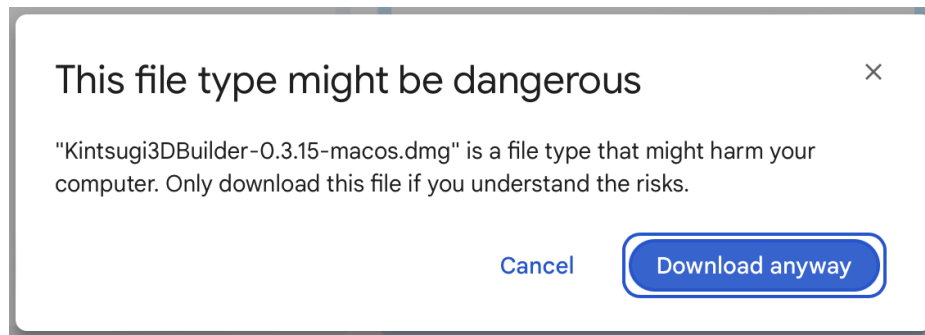 This file type might be dangerous
"Kintsugi3DBuilder-0.3.15-macos.dmg" is a file type that might harm your
computer. Only download this file if you understand the risks.
Cancel
Download anyway